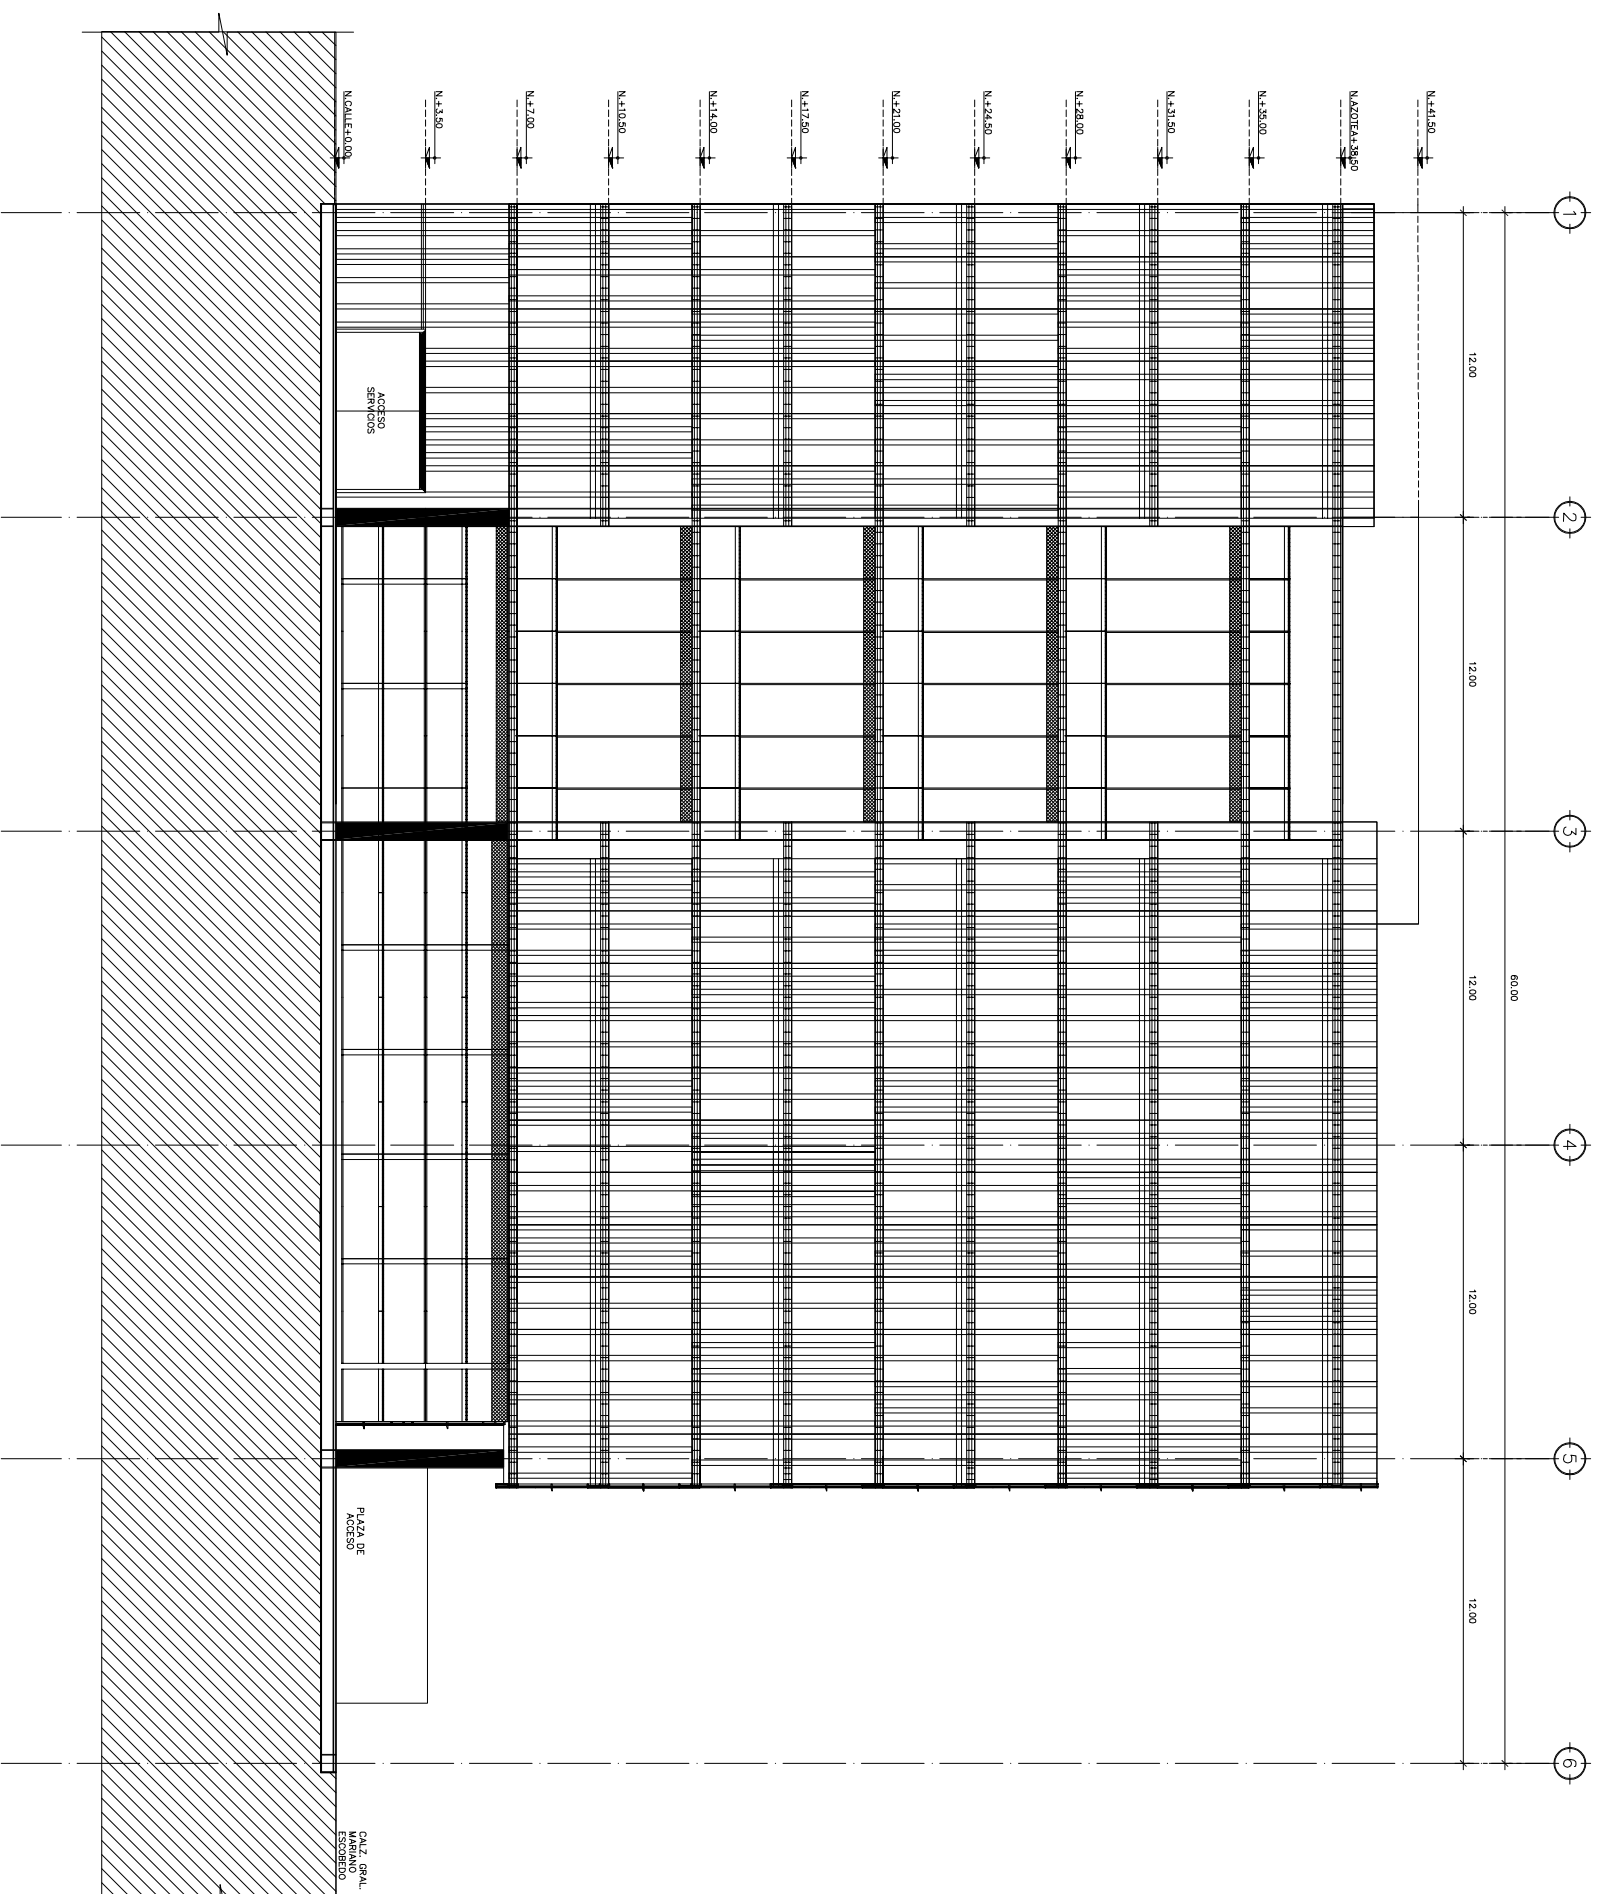 1
2
3
4
5
6
60.00
12.00
12.00
12.00
12.00
12.00
N.+41.50
N.AZOTEA+38.50
N.+35.00
N.+31.50
N.+28.00
N.+24.50
N.+21.00
N.+17.50
N.+14.00
N.+10.50
N.+7.00
N.+3.50
N.CALLE+0.00
ACCESO
SERVICIOS
PLAZA DE
ACCESO
CALZ. GRAL.
MARIANO
ESCOBEDO